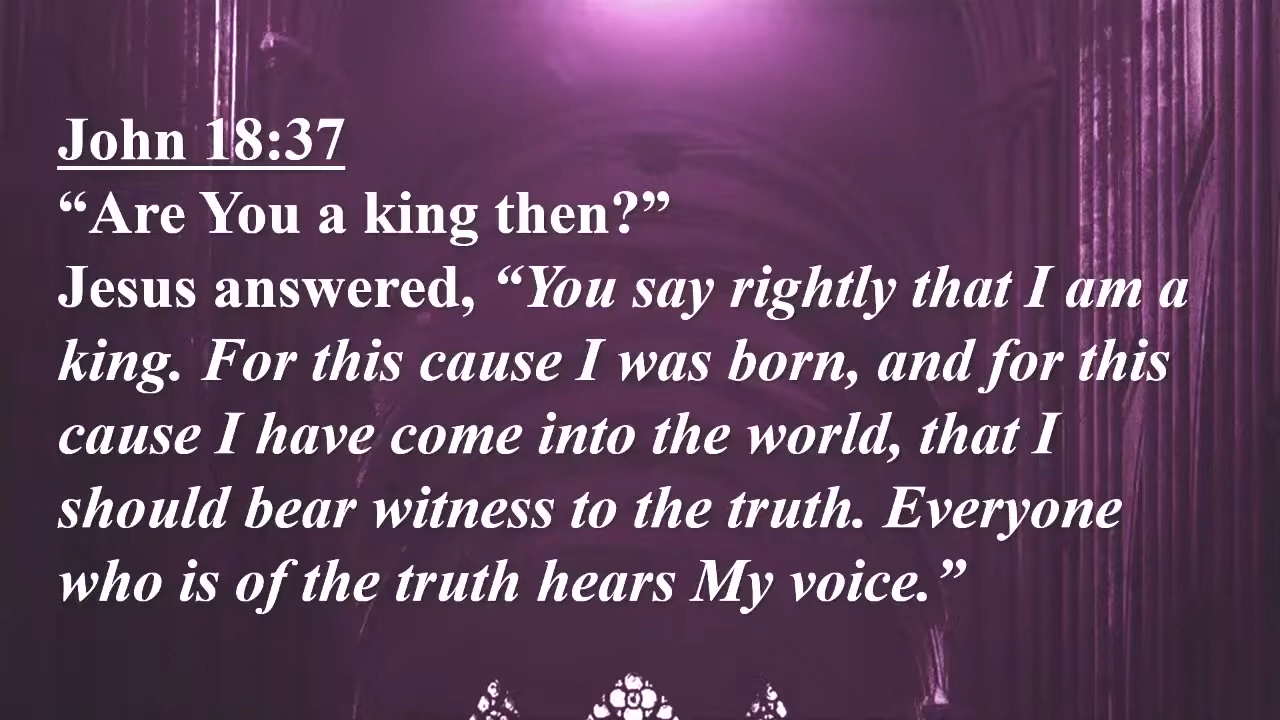 John 18:37
“Are You a king then?”
Jesus answered, “You say rightly that I am a
king. For this cause I was born, and for this
cause I have come into the world, that I
should bear witness to the truth. Everyone
who is of the truth hears My voice.”